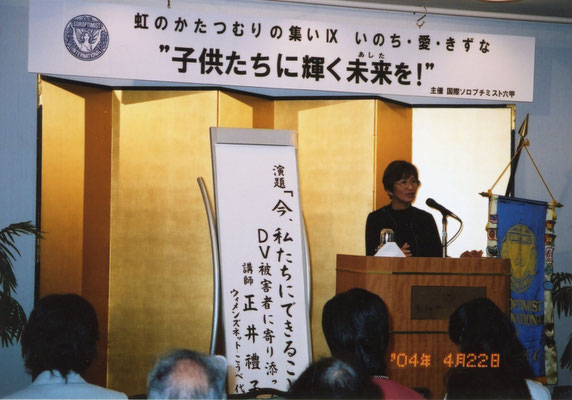 虹のかたつむりの集いⅨ いのち・愛・きずな
"子供たちに輝く未来を!"
あした
主催 国際ソロプチミスト六甲
SOROPTIMIST
INTERNATIONAL
演題「今、私たちにできるこ
DV被害者に寄り添っ
講師 正井禮子
ウィメンズネットこうべ代
'04年 4月22日